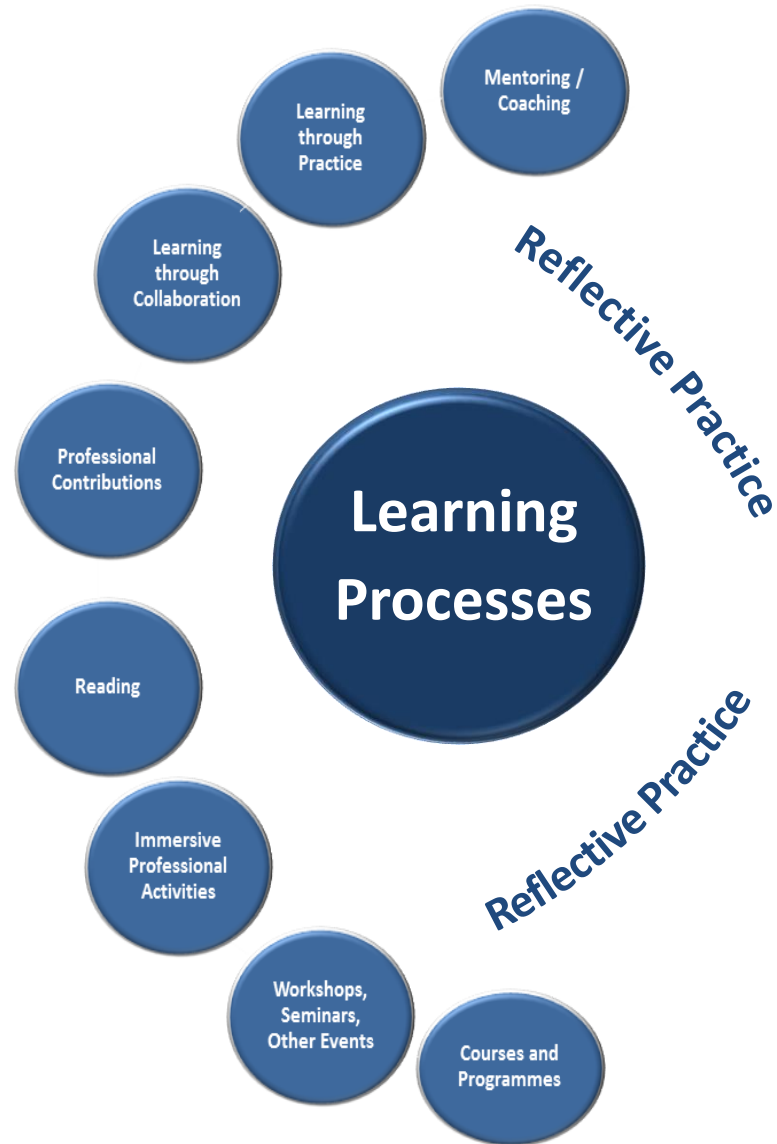 Mentoring /
Coaching
Learning
through
Practice
Learning
through
Collaboration
Professional
Contributions
Reading
Immersive
Professional
Activities
Workshops,
Seminars,
Other Events
Courses and
Programmes
Learning
Processes
Reflective Practice
Reflective Practice